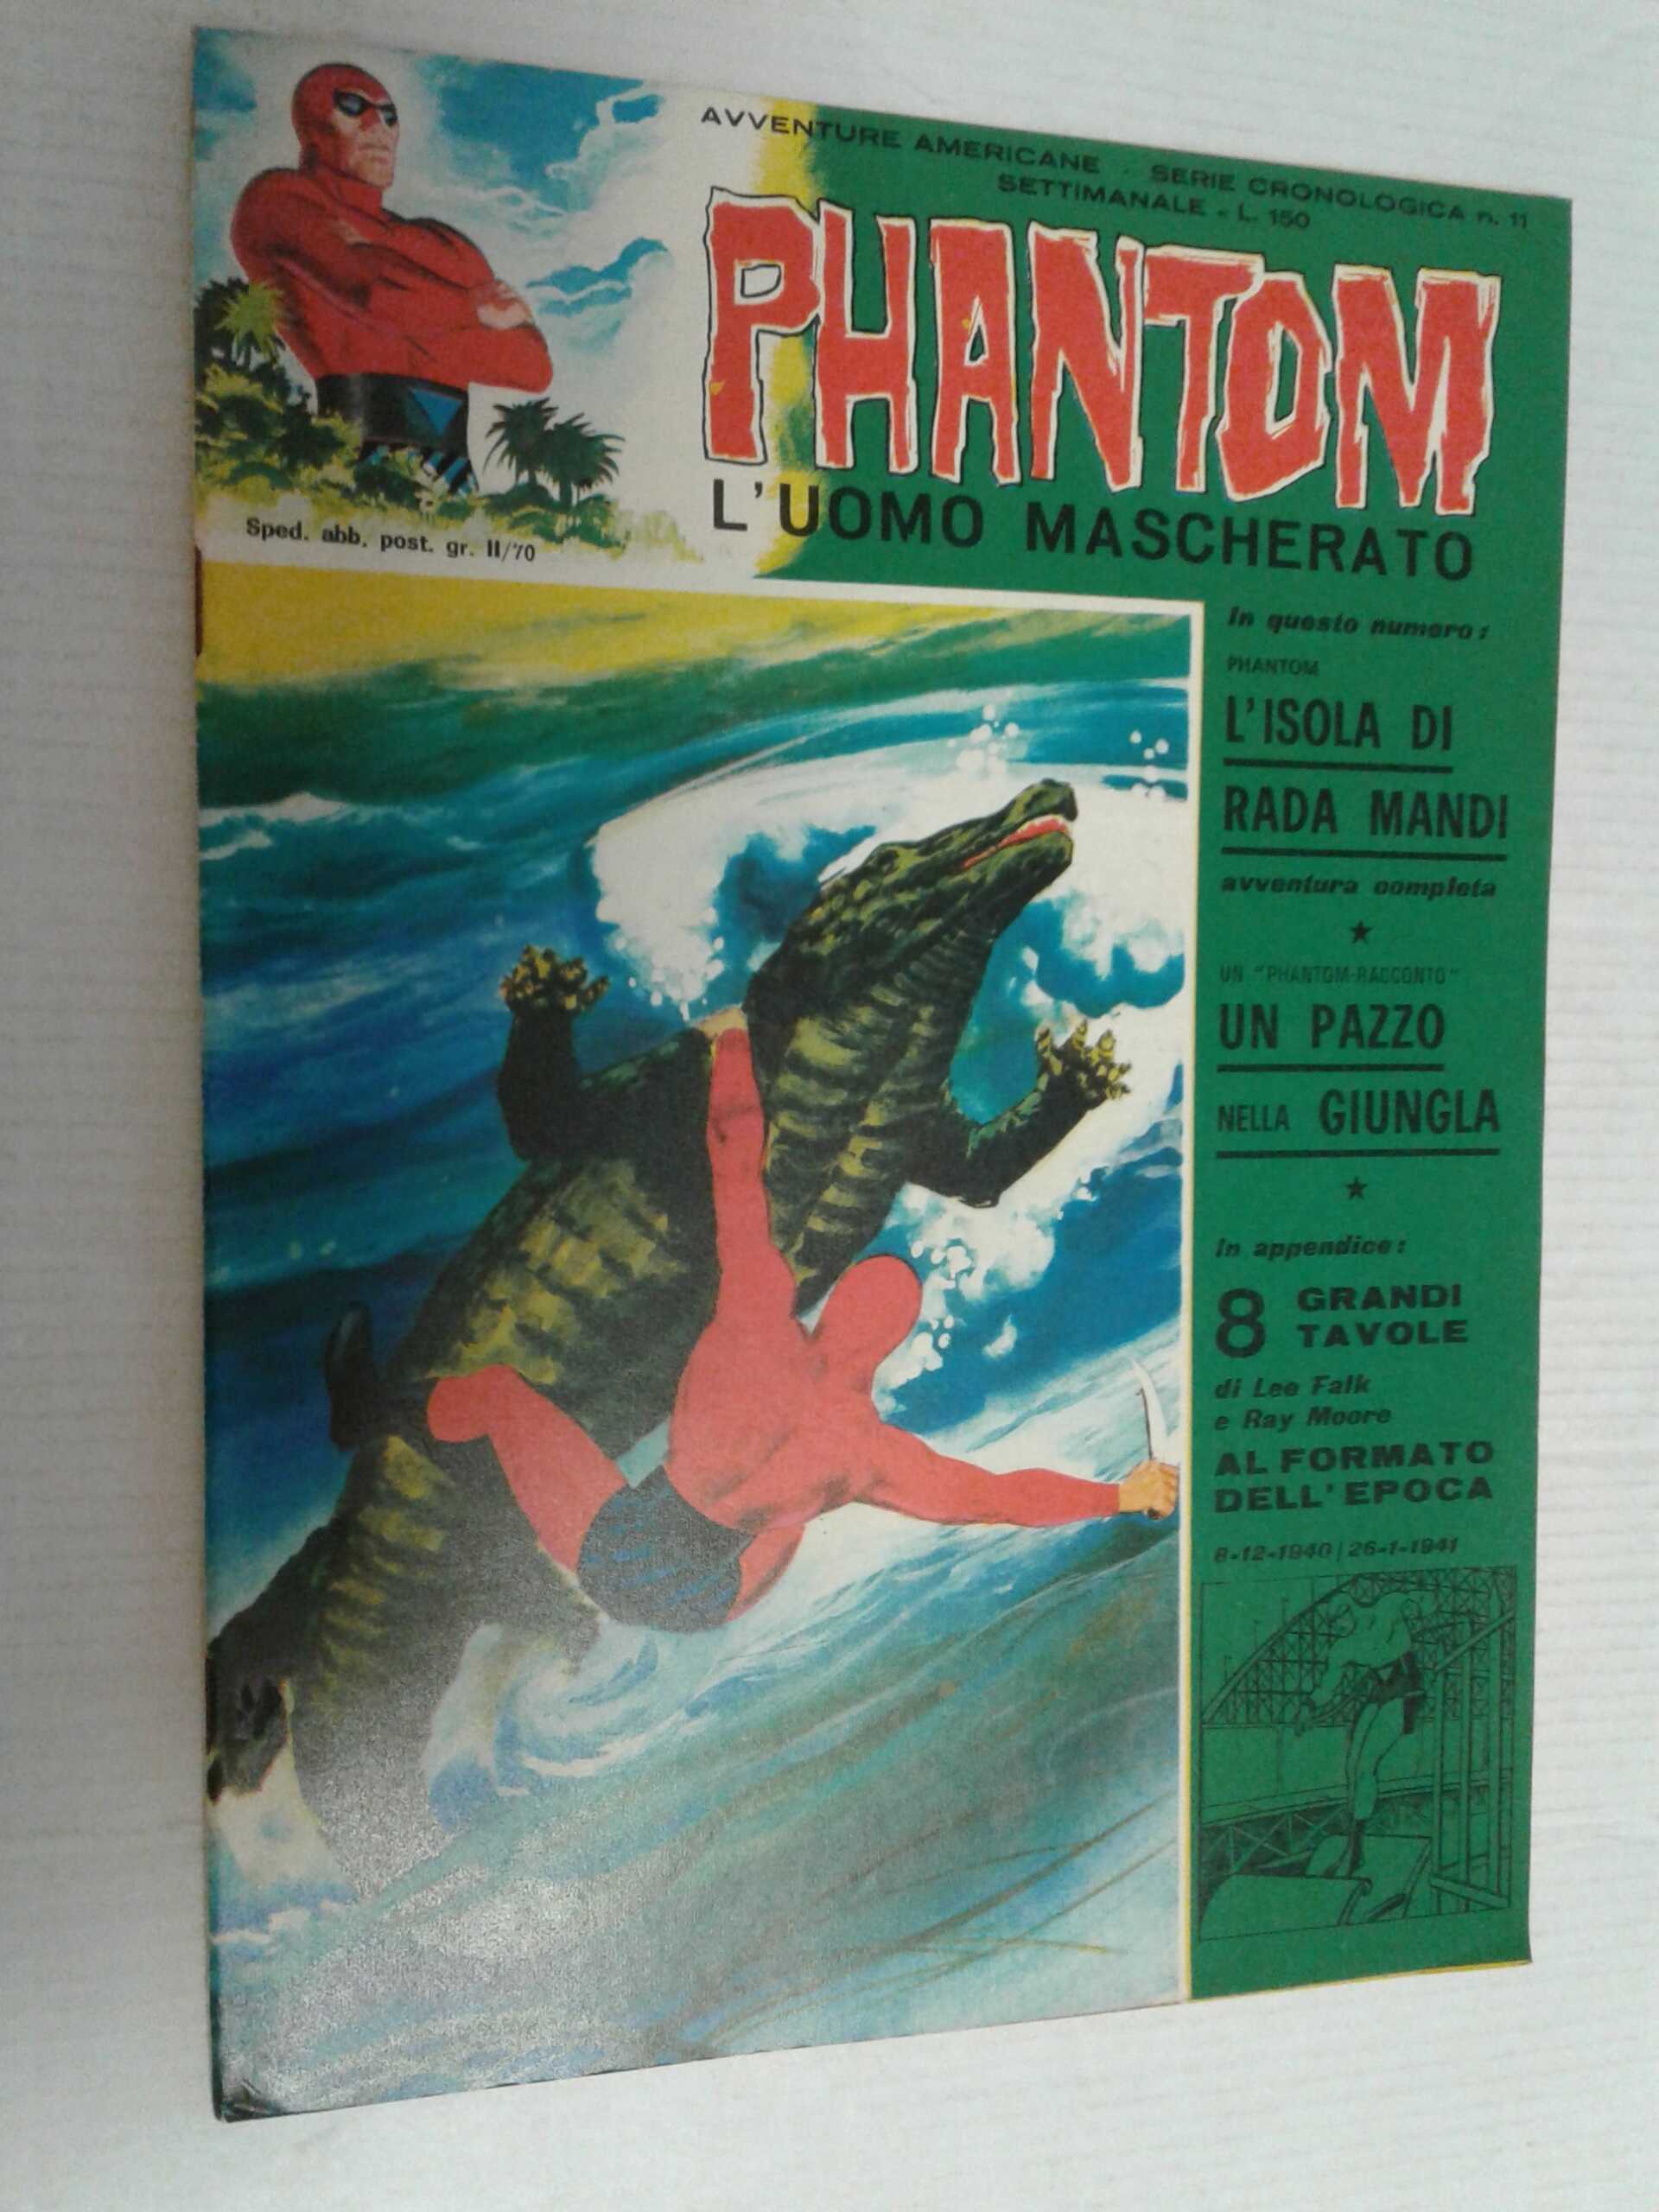 AVVENTURE AMERICANE - SERIE CRONOLOGICA n. 11
SETTIMANALE - L. 150
PHANTOM
L'UOMO MASCHERATO
Sped. abb. post. gr. II/70
In questo numero:
PHANTOM
L'ISOLA DI
RADA MANDI
avventura completa
UN "PHANTOM-RACCONTO"
UN PAZZO
NELLA GIUNGLA
In appendice:
8 GRANDI
TAVOLE
di Lee Falk
e Ray Moore
AL FORMATO
DELL'EPOCA
8-12-1940 / 26-1-1941